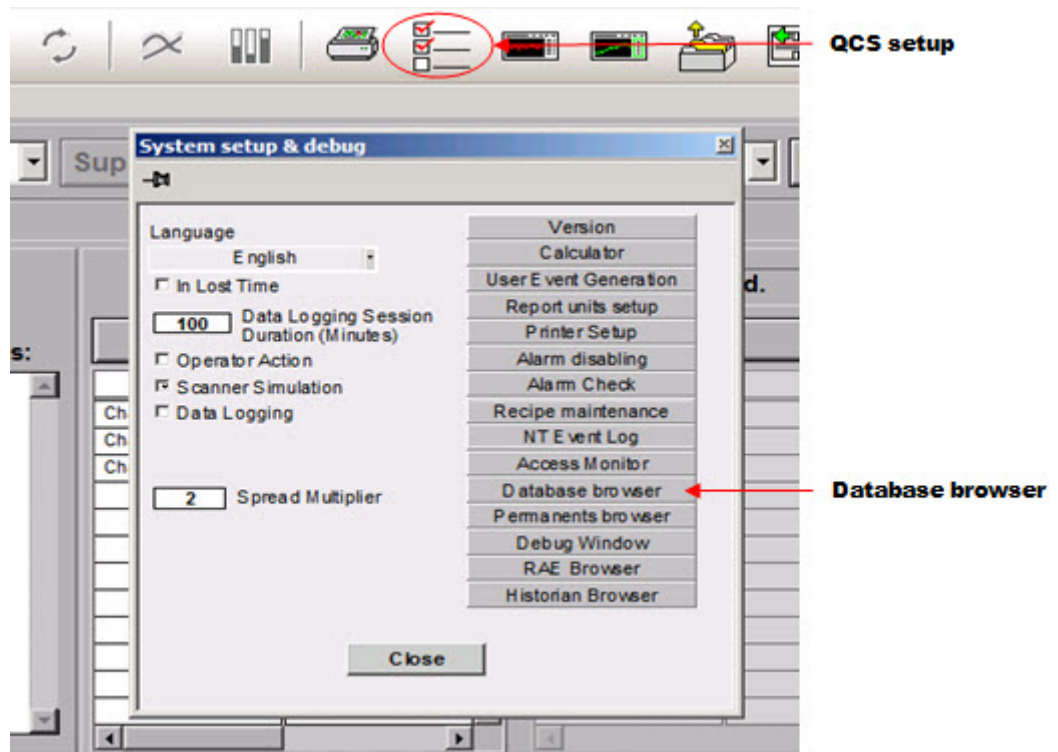 QCS setup
System setup & debug
Sup
Language
English
In Lost Time
100 Data Logging Session Duration (Minutes)
Operator Action
Scanner Simulation
Data Logging
2 Spread Multiplier
Version
Calculator
User Event Generation
Report units setup
Printer Setup
Alarm disabling
Alarm Check
Recipe maintenance
NT Event Log
Access Monitor
Database browser
Permanents browser
Debug Window
RAE Browser
Historian Browser
Close
d.
s:
Ch
Ch
Ch
Database browser